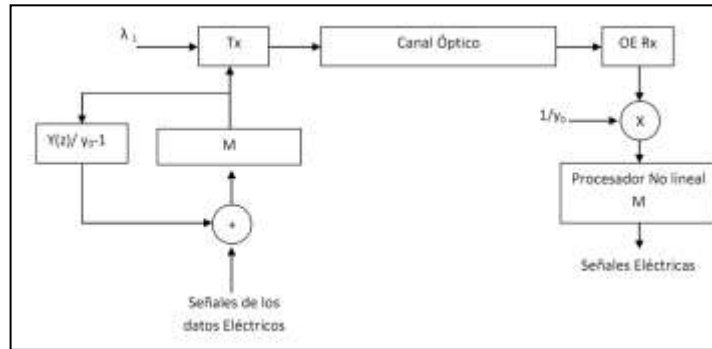 λ 1
Tx
Canal Óptico
OE Rx
Y(z)/ y₀-1
M
1/y₀
X
Procesador No lineal
M
+
Señales Eléctricas
Señales de los
datos Eléctricos